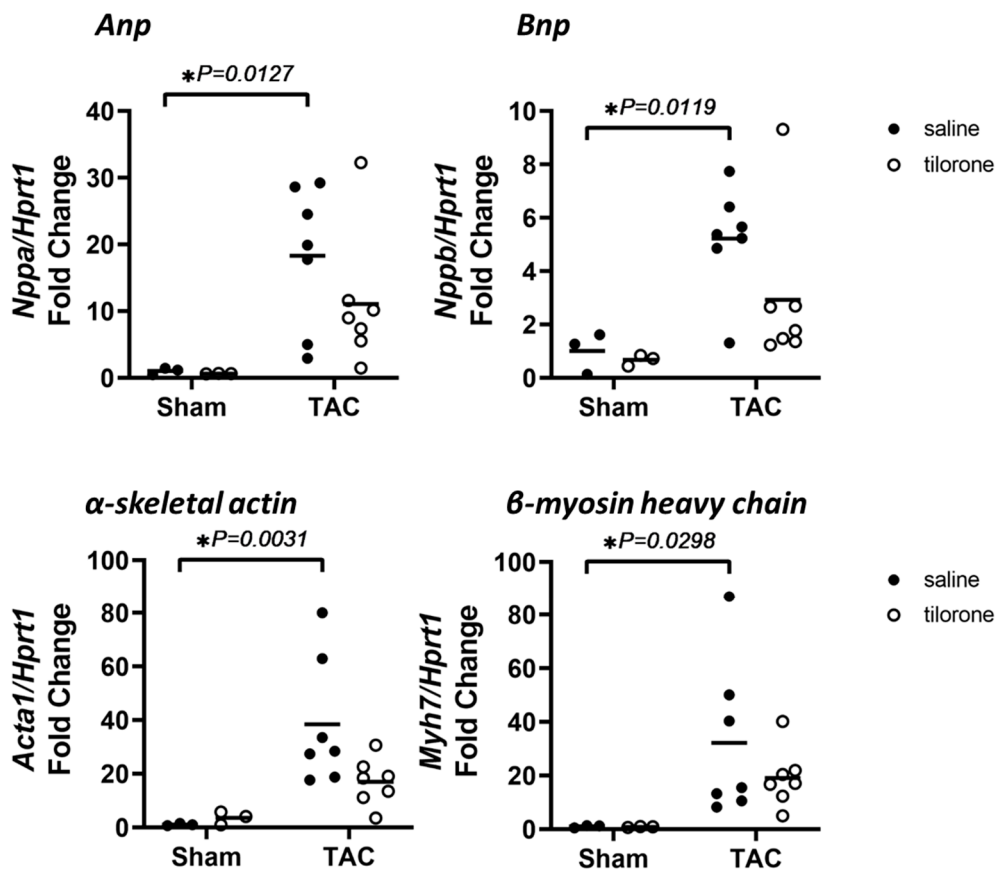 Anp
Bnp
∗P=0.0127
∗P=0.0119
Nppa/Hprt1
Fold Change
40
30
20
10
0
Sham
TAC
Nppb/Hprt1
Fold Change
10
8
6
4
2
0
Sham
TAC
saline
tilorone
α-skeletal actin
β-myosin heavy chain
∗P=0.0031
∗P=0.0298
Acta1/Hprt1
Fold Change
100
80
60
40
20
0
Sham
TAC
Myh7/Hprt1
Fold Change
100
80
60
40
20
0
Sham
TAC
saline
tilorone